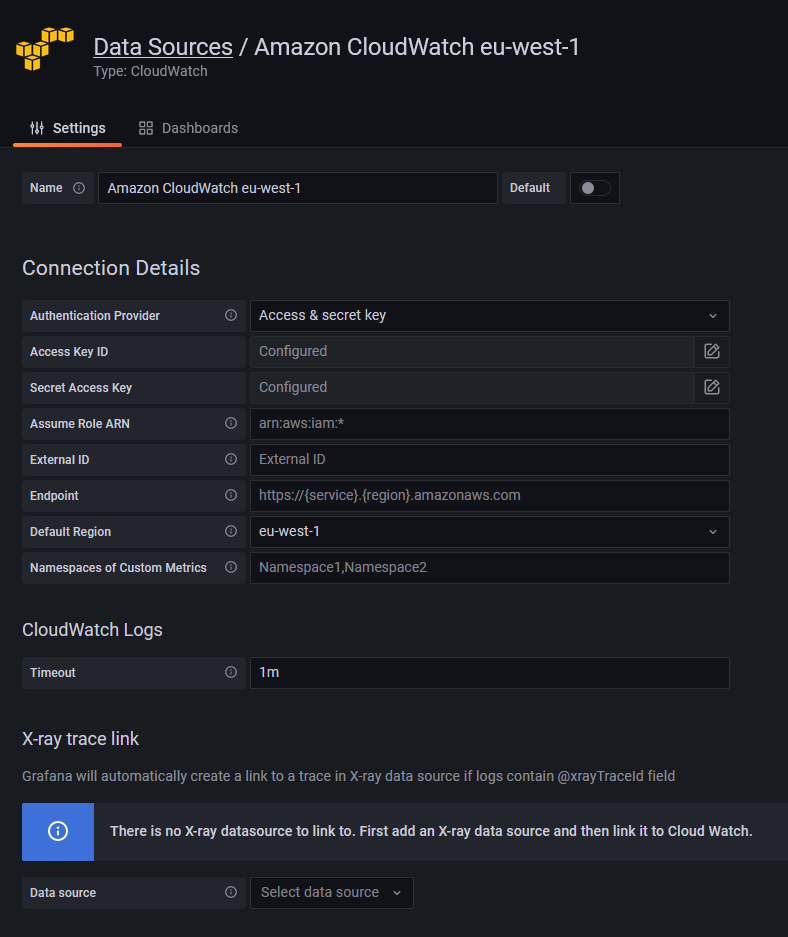 Data Sources / Amazon CloudWatch eu-west-1
Type: CloudWatch
Settings Dashboards
Name Amazon CloudWatch eu-west-1 Default
Connection Details
Authentication Provider Access & secret key
Access Key ID Configured
Secret Access Key Configured
Assume Role ARN arn:aws:iam:*
External ID External ID
Endpoint https://{service}.{region}.amazonaws.com
Default Region eu-west-1
Namespaces of Custom Metrics Namespace1,Namespace2
CloudWatch Logs
Timeout 1m
X-ray trace link
Grafana will automatically create a link to a trace in X-ray data source if logs contain @xrayTraceId field
There is no X-ray datasource to link to. First add an X-ray data source and then link it to Cloud Watch.
Data source Select data source